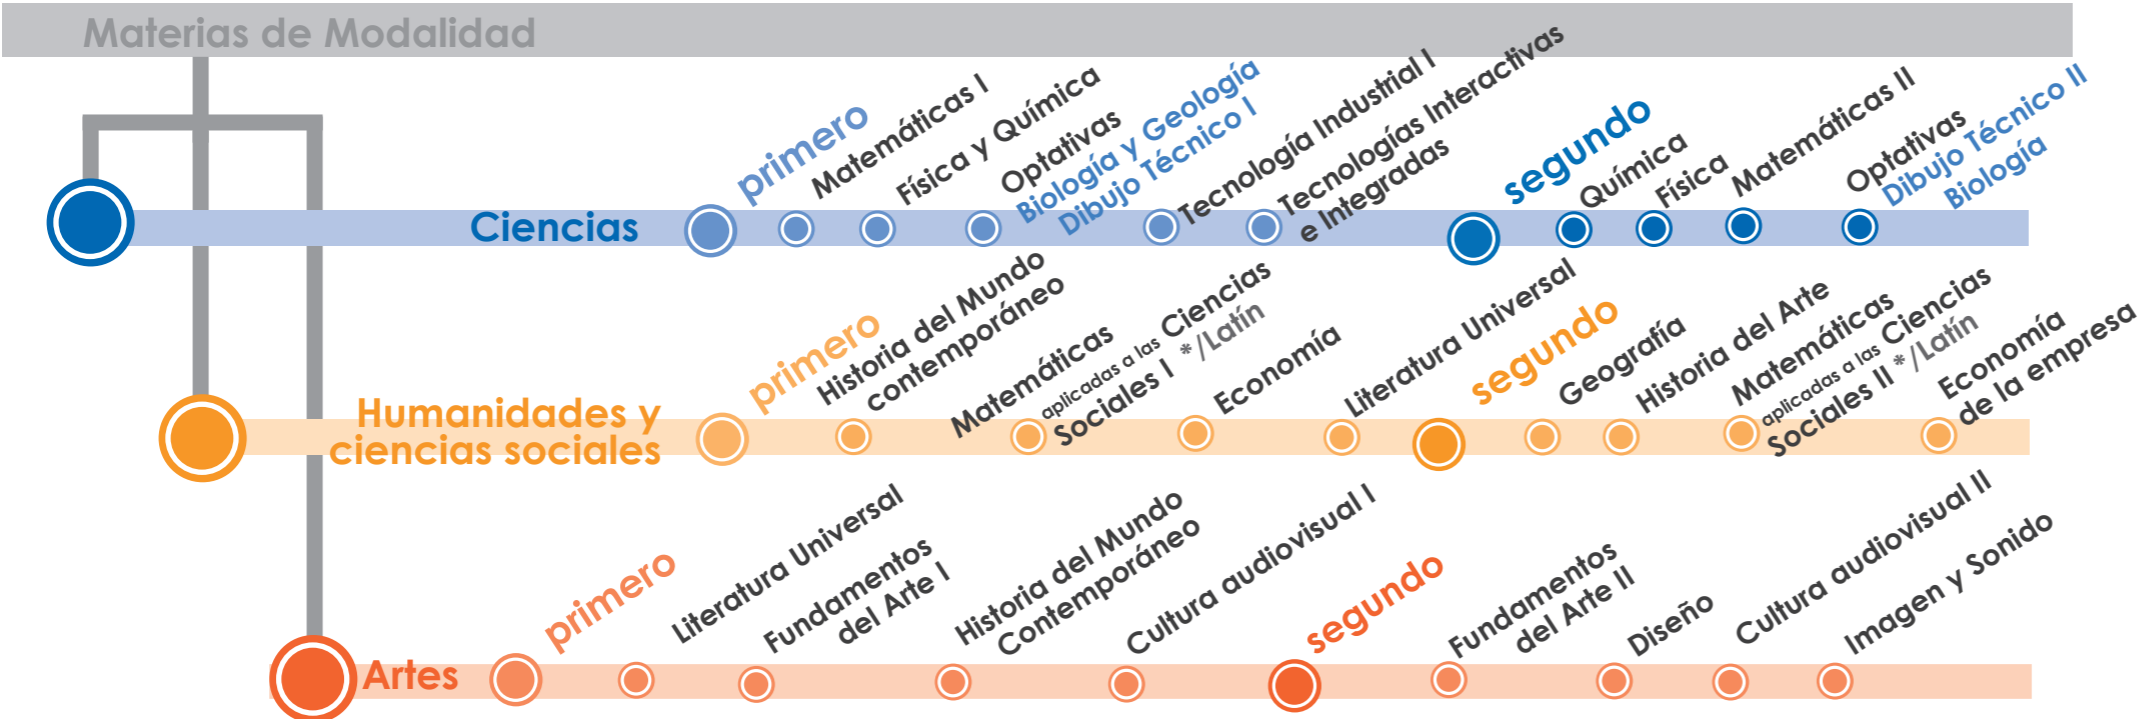 Materias de Modalidad
Ciencias
primero
Matemáticas I
Física y Química
Optativas
Biología y Geología
Dibujo Técnico I
Tecnología Industrial I
Tecnologías Interactivas
e Integradas
segundo
Química
Física
Matemáticas II
Optativas
Dibujo Técnico II
Biología
Humanidades y
ciencias sociales
primero
Historia del Mundo
contemporáneo
Matemáticas
aplicadas a las Ciencias
Sociales I */Latín
Economía
Literatura Universal
segundo
Geografía
Historia del Arte
Matemáticas
aplicadas a las Ciencias
Sociales II */Latín
Economía
de la empresa
Artes
primero
Literatura Universal
Fundamentos
del Arte I
Historia del Mundo
Contemporáneo
Cultura audiovisual I
segundo
Fundamentos
del Arte II
Diseño
Cultura audiovisual II
Imagen y Sonido